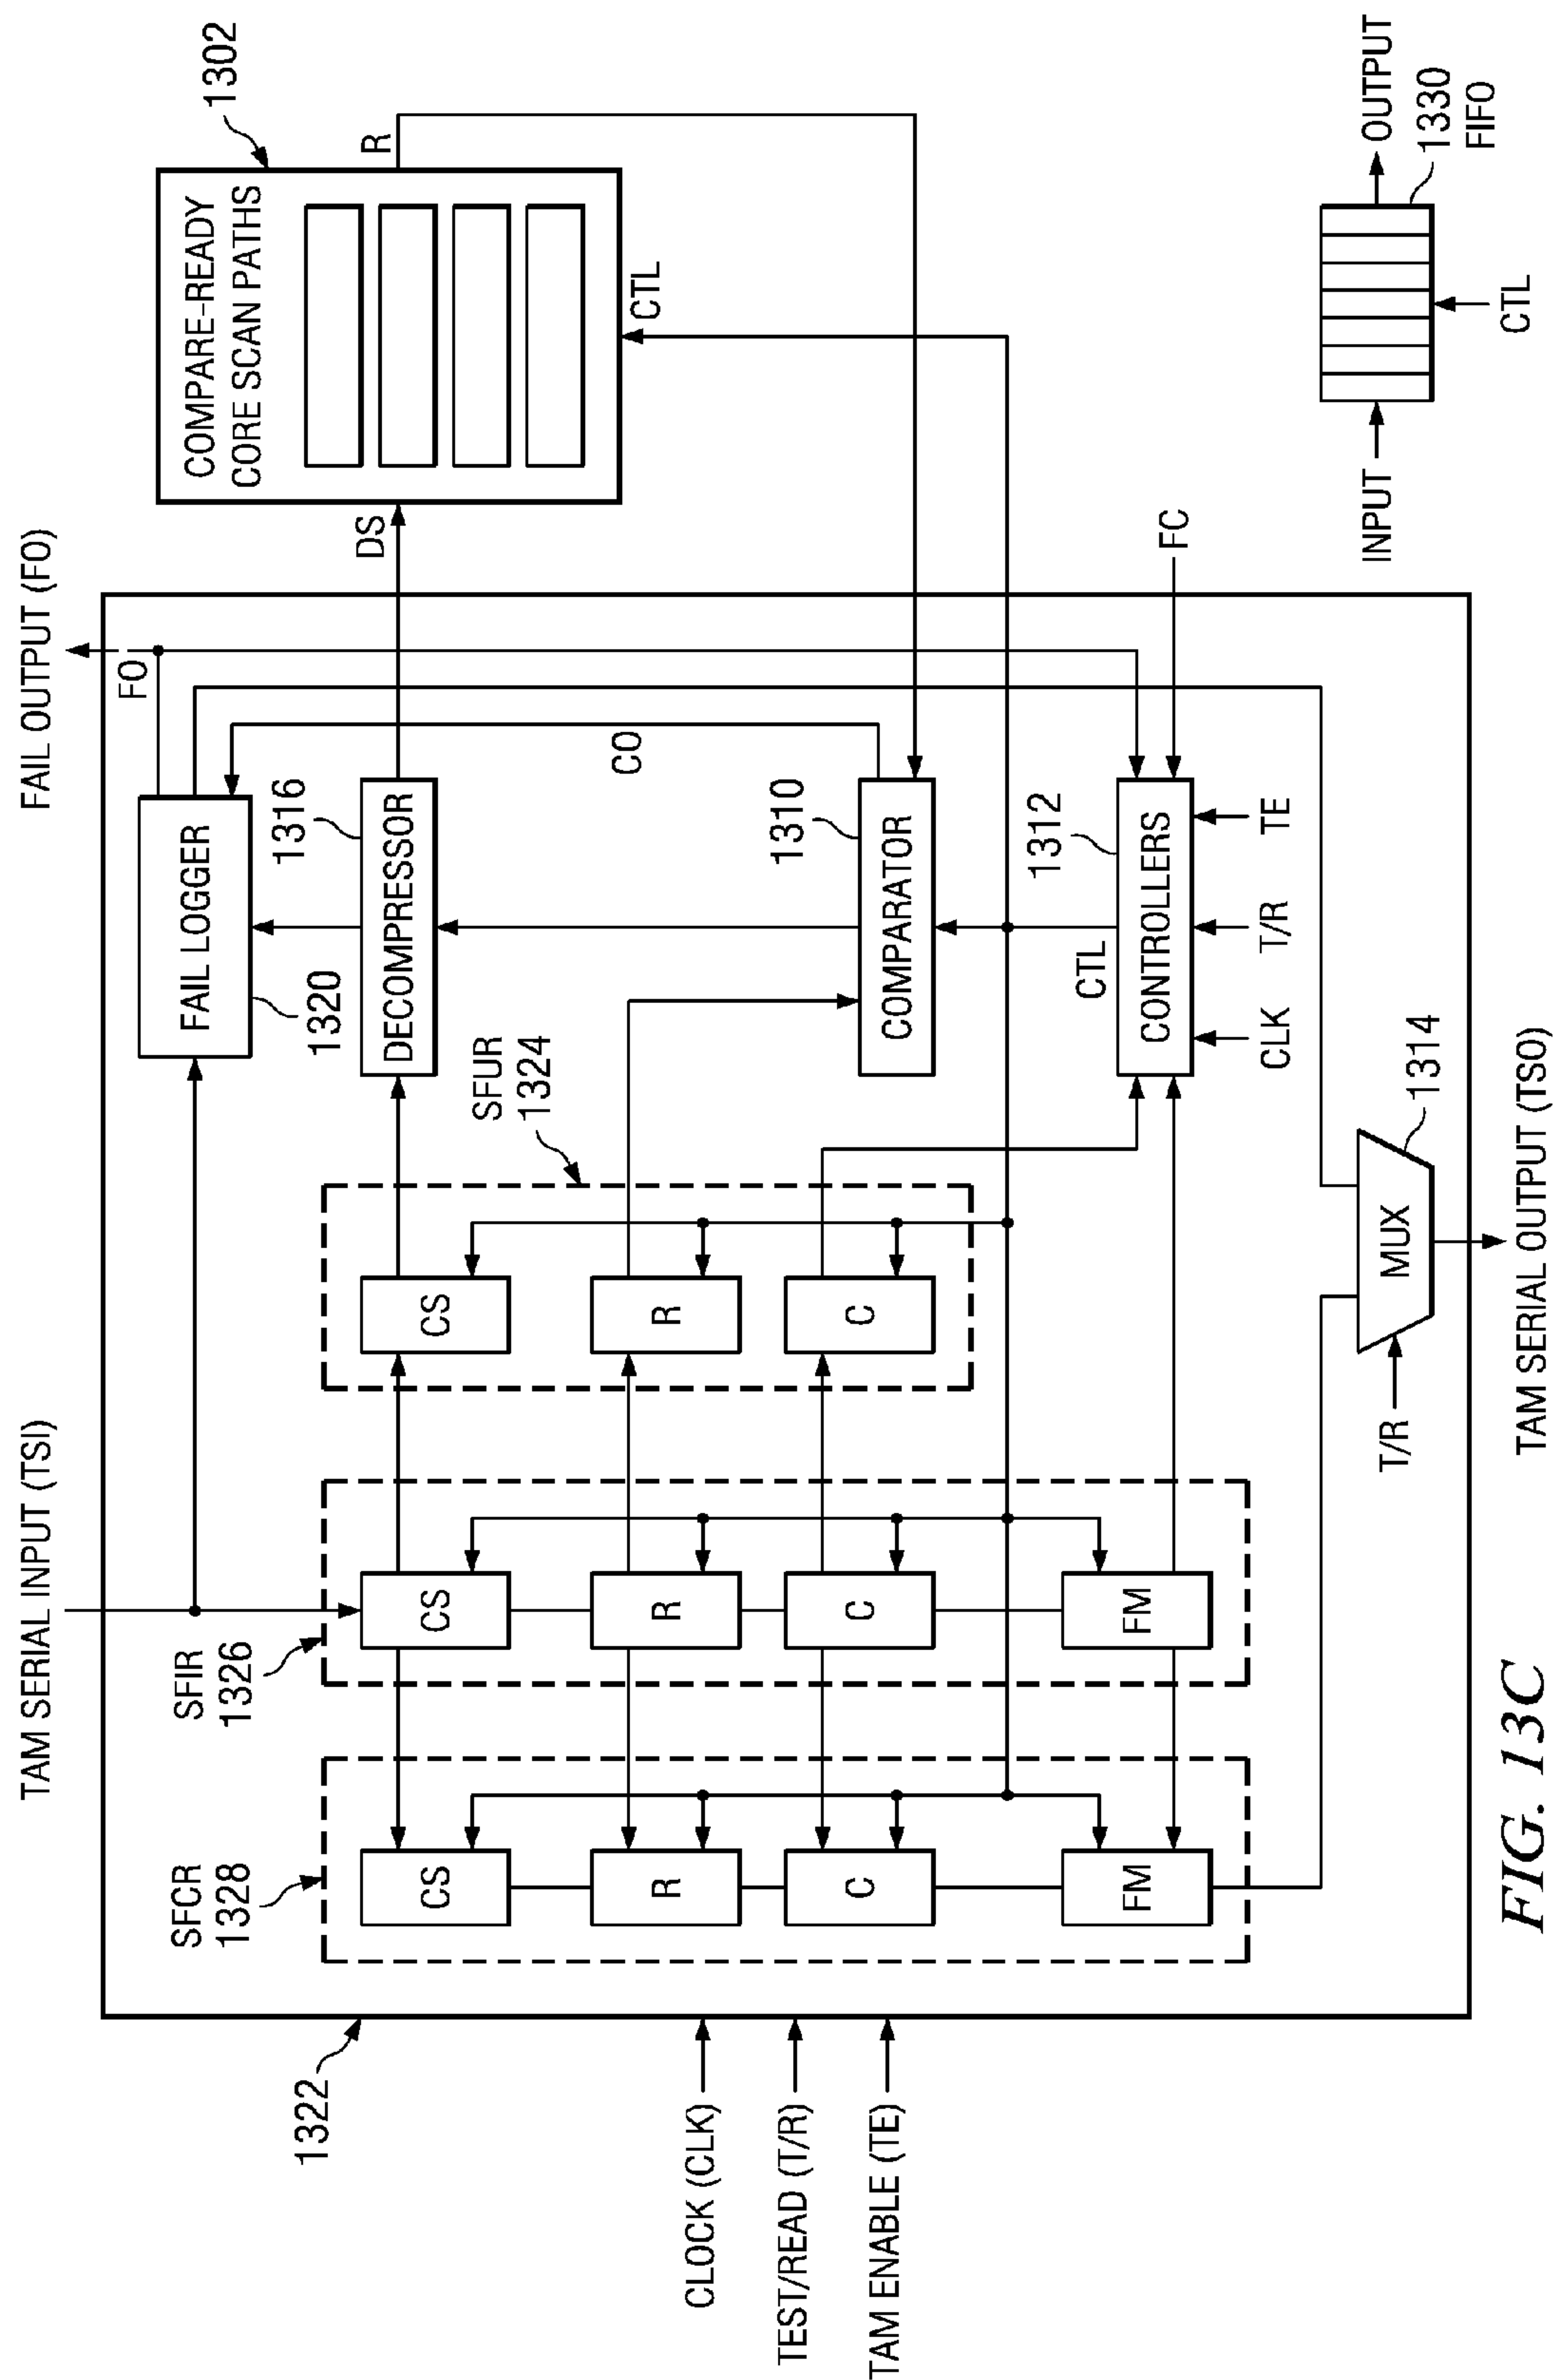 TAM SERIAL INPUT (TSI)
FAIL OUTPUT (FO)
1322
SFCR
1328
SFIR
1326
SFUR
1324
FAIL LOGGER
1320
FO
DECOMPRESSOR
1316
DS
COMPARE-READY
CORE SCAN PATHS
1302
R
CTL
CS
CS
CS
R
R
R
C
C
C
FM
FM
CO
COMPARATOR
1310
CTL
CONTROLLERS
1312
FC
CLK
T/R
TE
CLOCK (CLK)
TEST/READ (T/R)
TAM ENABLE (TE)
T/R
MUX
1314
TAM SERIAL OUTPUT (TSO)
INPUT
CTL
OUTPUT
1330
FIFO
FIG. 13C